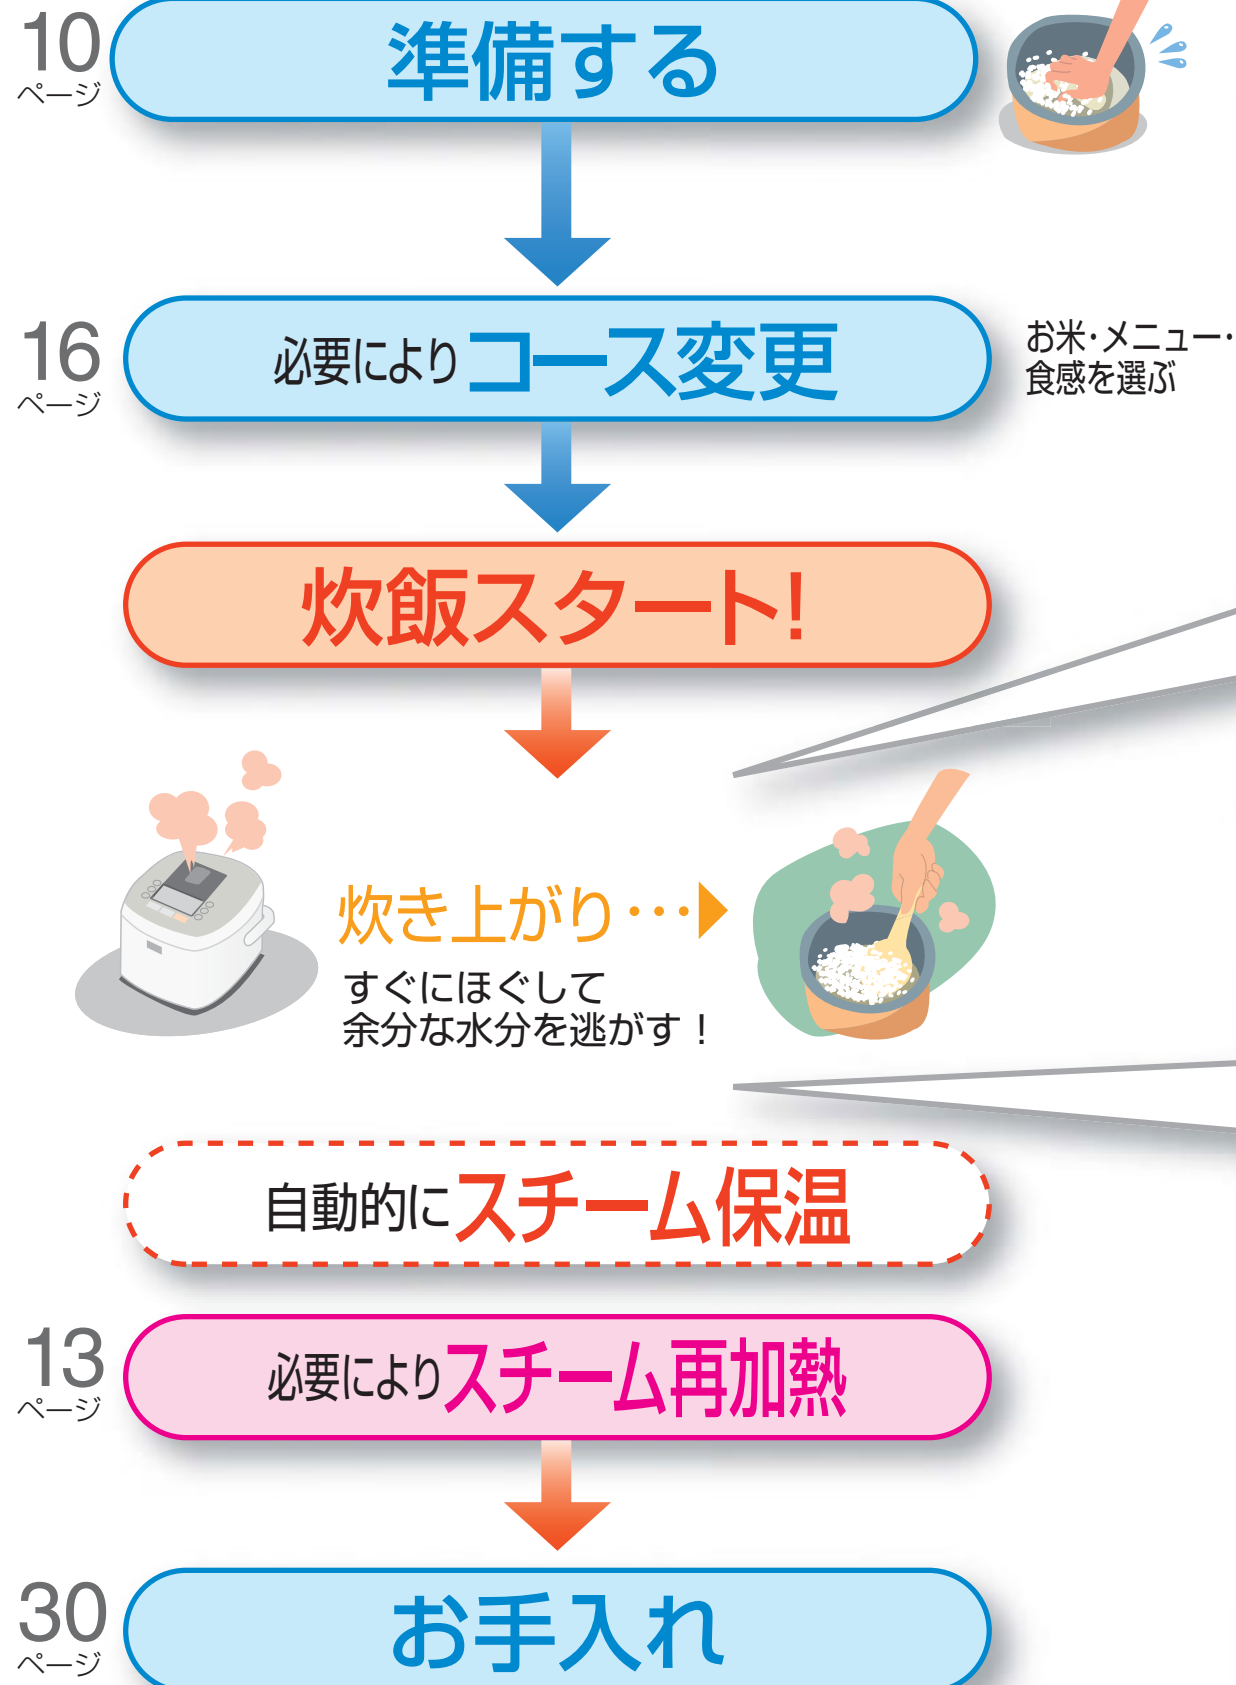 10
ページ
準備する
16
ページ
必要によりコース変更
お米・メニュー・
食感を選ぶ
炊飯スタート!
炊き上がり・・・▶
すぐにほぐして
余分な水分を逃がす！
自動的にスチーム保温
13
ページ
必要によりスチーム再加熱
30
ページ
お手入れ